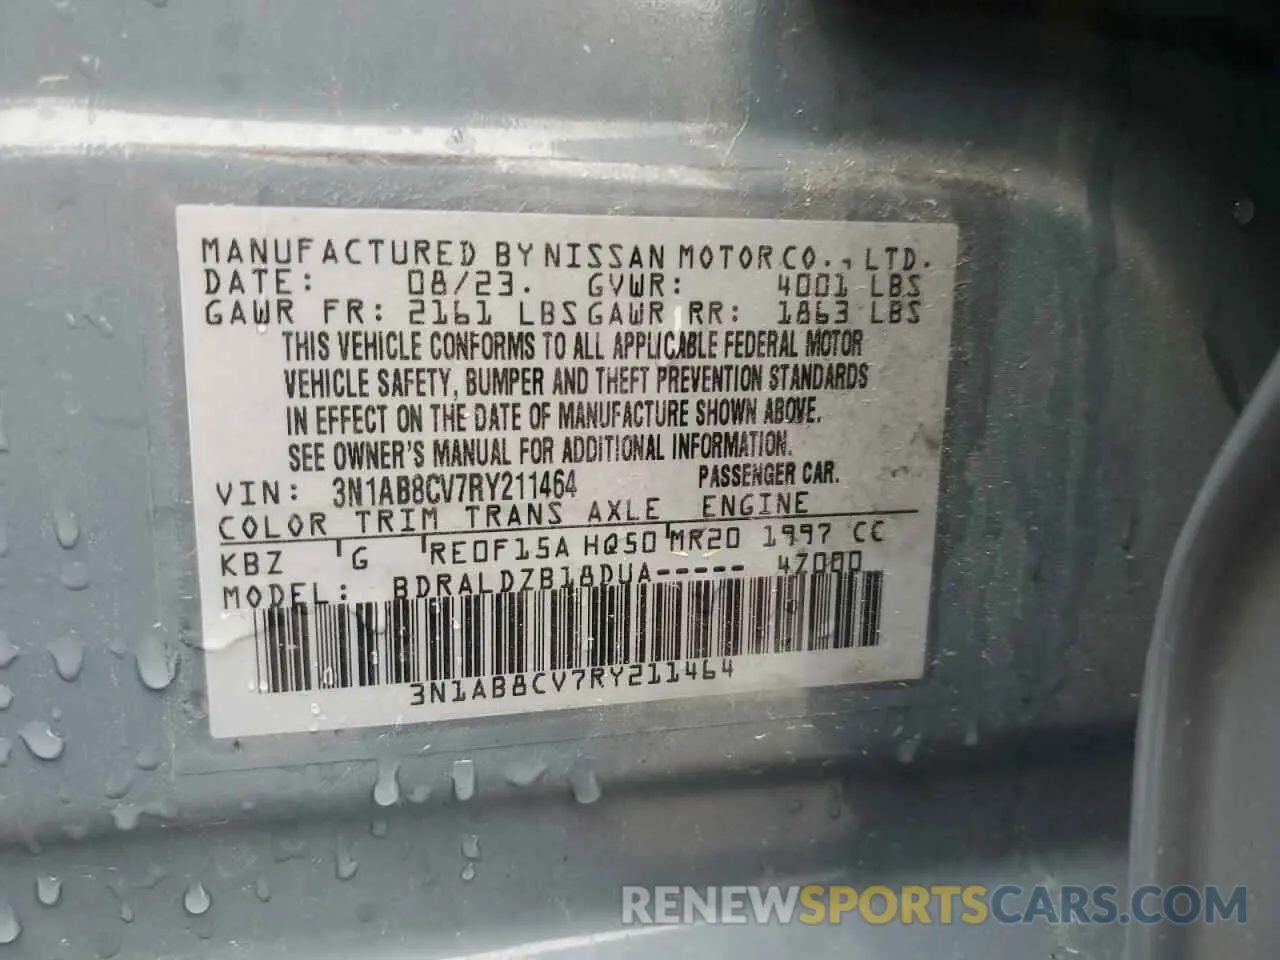 MANUFACTURED BY NISSAN MOTOR CO., LTD.
DATE: 08/23. GVWR: 4001 LBS
GAWR FR: 2161 LBS GAWR RR: 1863 LBS
THIS VEHICLE CONFORMS TO ALL APPLICABLE FEDERAL MOTOR
VEHICLE SAFETY, BUMPER AND THEFT PREVENTION STANDARDS
IN EFFECT ON THE DATE OF MANUFACTURE SHOWN ABOVE.
SEE OWNER'S MANUAL FOR ADDITIONAL INFORMATION.
VIN: 3N1AB8CV7RY211464 PASSENGER CAR.
COLOR TRIM TRANS AXLE ENGINE
KBZ G RE0F15A HQ50 MR20 1997 CC
MODEL: BDRALDZB18DUA-----
3N1AB8CV7RY211464
RENEWSPORTSCARS.COM